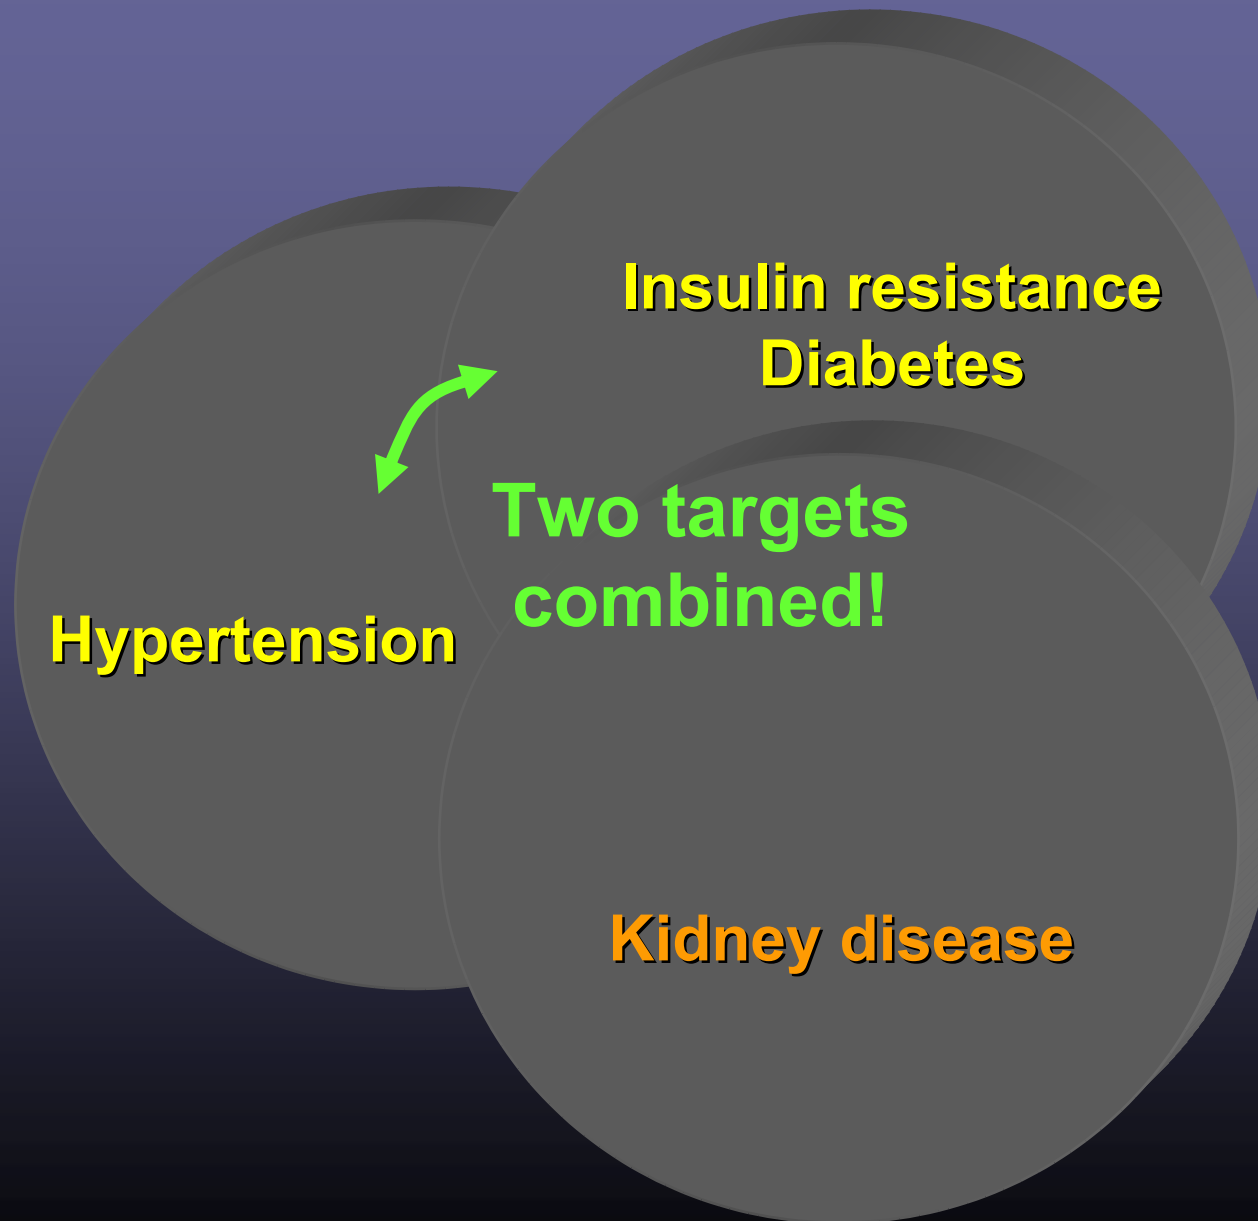 Insulin resistance
Diabetes
Two targets
combined!
Hypertension
Kidney disease